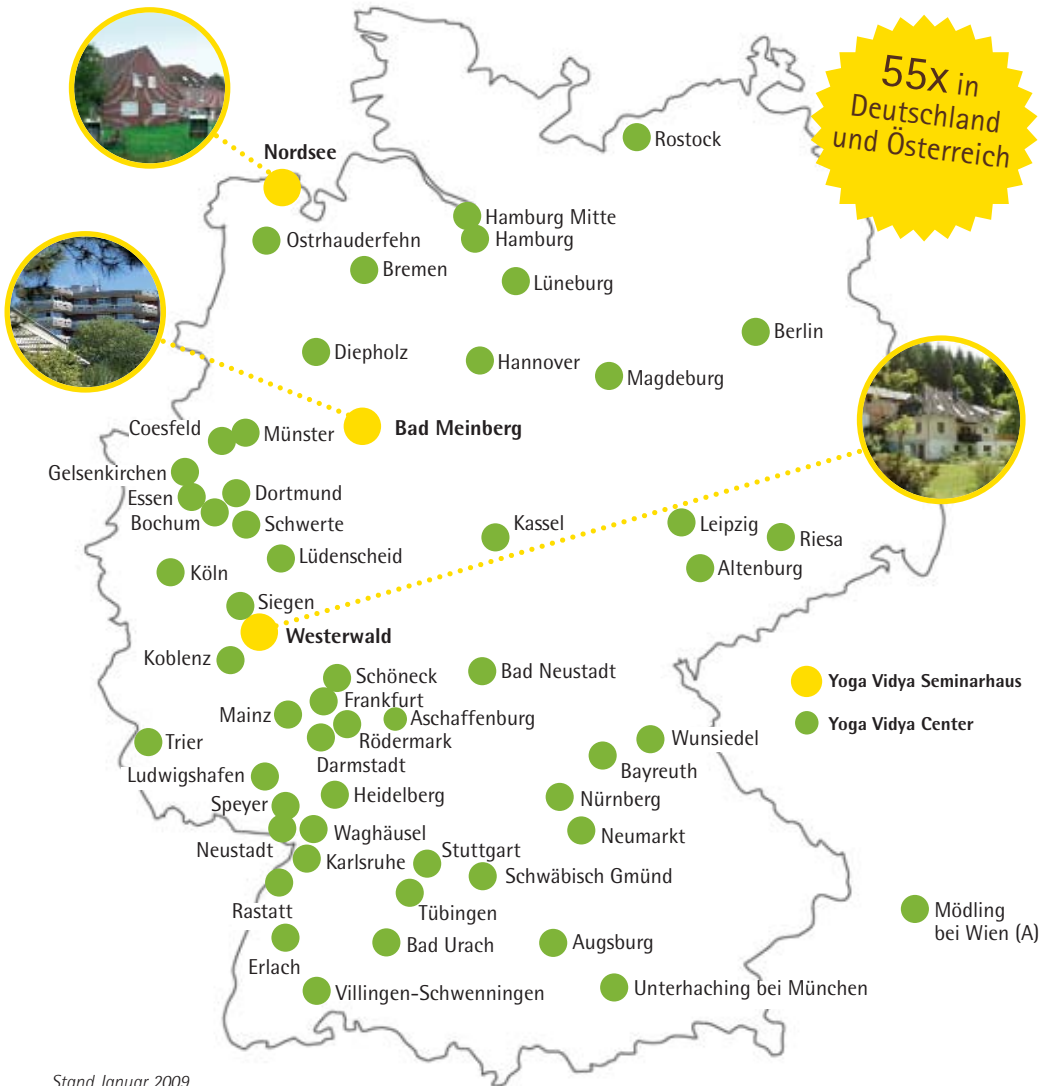 55x in
Deutschland
und Österreich
Rostock
Nordsee
Hamburg Mitte
Ostrhauderfehn
Hamburg
Bremen
Lüneburg
Berlin
Diepholz
Hannover
Magdeburg
Coesfeld
Münster
Bad Meinberg
Gelsenkirchen
Essen
Dortmund
Bochum
Schwerte
Kassel
Leipzig
Riesa
Lüdenscheid
Köln
Altenburg
Siegen
Westerwald
Koblenz
Schöneck
Bad Neustadt
Yoga Vidya Seminarhaus
Frankfurt
Mainz
Aschaffenburg
Yoga Vidya Center
Trier
Rödermark
Wunsiedel
Darmstadt
Bayreuth
Ludwigshafen
Heidelberg
Nürnberg
Speyer
Waghäusel
Neumarkt
Neustadt
Karlsruhe
Stuttgart
Schwäbisch Gmünd
Rastatt
Tübingen
Mödling
bei Wien (A)
Bad Urach
Augsburg
Erlach
Villingen-Schwenningen
Unterhaching bei München
Stand Januar 2009